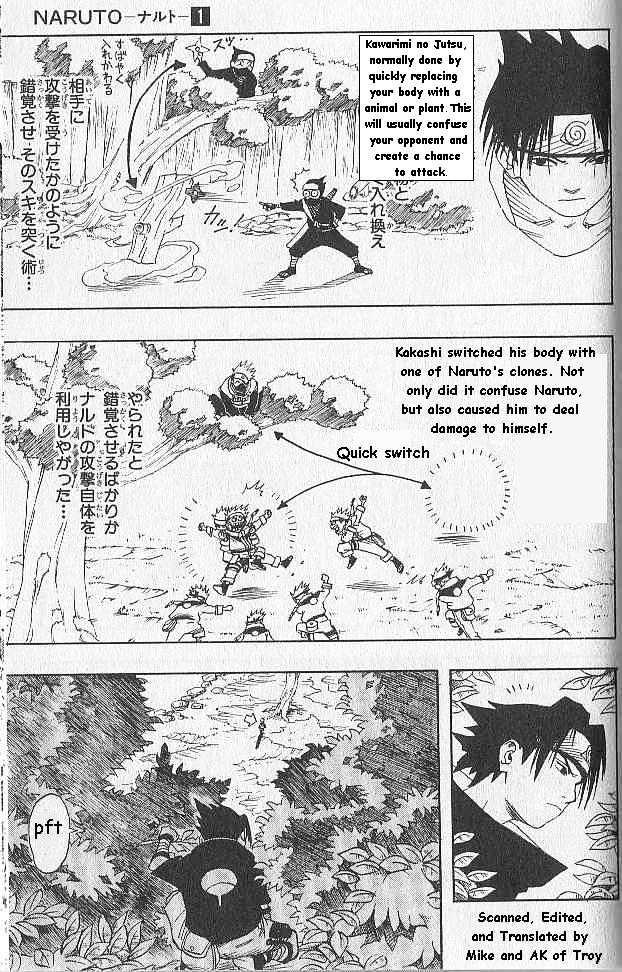 NARUTO ―ナルト― 1
Kawarimi no Jutsu,
normally done by
quickly replacing
your body with a
animal or plant. This
will usually confuse
your opponent and
create a chance
to attack.
と
入れ換え
ズッ…
すばやく
入れかわる
カッ!
相手に
攻撃を受けたかのように
錯覚させ そのスキを突く術…
Kakashi switched his body with
one of Naruto's clones. Not
only did it confuse Naruto,
but also caused him to deal
damage to himself.
Quick switch
やられたと
錯覚させるばかりか
ナルトの攻撃自体を
利用しやがった…
pft
Scanned, Edited,
and Translated by
Mike and AK of Troy